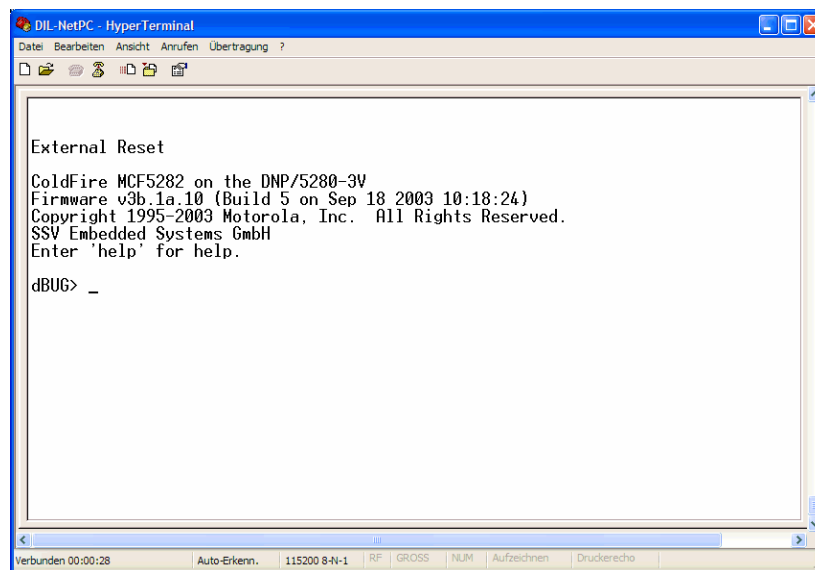 DIL-NetPC - HyperTerminal
Datei Bearbeiten Ansicht Anrufen Übertragung ?
External Reset
ColdFire MCF5282 on the DNP/5280-3V
Firmware v3b.1a.10 (Build 5 on Sep 18 2003 10:18:24)
Copyright 1995-2003 Motorola, Inc.  All Rights Reserved.
SSV Embedded Systems GmbH
Enter 'help' for help.
dBUG> _
Verbunden 00:00:28 Auto-Erkenn. 115200 8-N-1 RF GROSS NUM Aufzeichnen Druckerecho